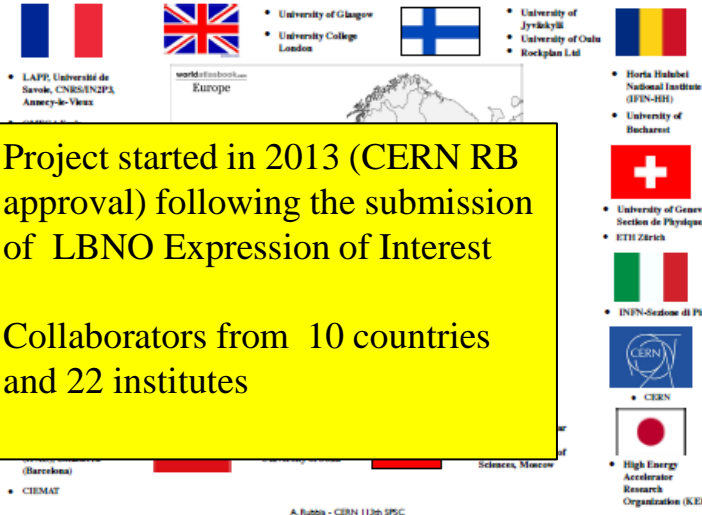 University of Glasgow
University College
London
University of
Jyväskylä
University of Oulu
Rockplan Ltd
LAPP, Université de
Savoie, CNRS/IN2P3,
Annecy-le-Vieux
worldatlasbook.com
Europe
Horia Hulubei
National Institute
(IFIN-HH)
University of
Bucharest
Project started in 2013 (CERN RB
approval) following the submission
of LBNO Expression of Interest
Collaborators from 10 countries
and 22 institutes
University of Genev
Section de Physique
ETH Zürich
INFN-Sezione di Pi
CERN
CERN
(Barcelona)
CIEMAT
of
Sciences, Moscow
High Energy
Accelerator
Research
Organization (KEK
A. Rubbia - CERN 113th SPSC